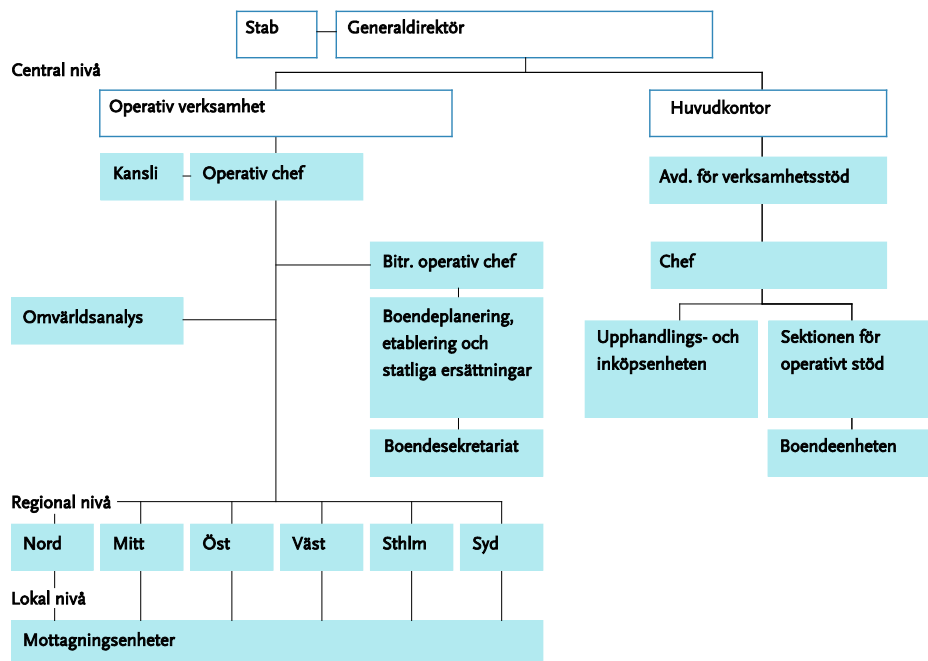 Stab
Generaldirektör
Central nivå
Operativ verksamhet
Huvudkontor
Kansli
Operativ chef
Avd. för verksamhetsstöd
Bitr. operativ chef
Chef
Omvärldsanalys
Boendeplanering,
etablering och
statliga ersättningar
Upphandlings- och
inköpsenheten
Sektionen för
operativt stöd
Boendesekretariat
Boendeenheten
Regional nivå
Nord
Mitt
Öst
Väst
Sthlm
Syd
Lokal nivå
Mottagningsenheter